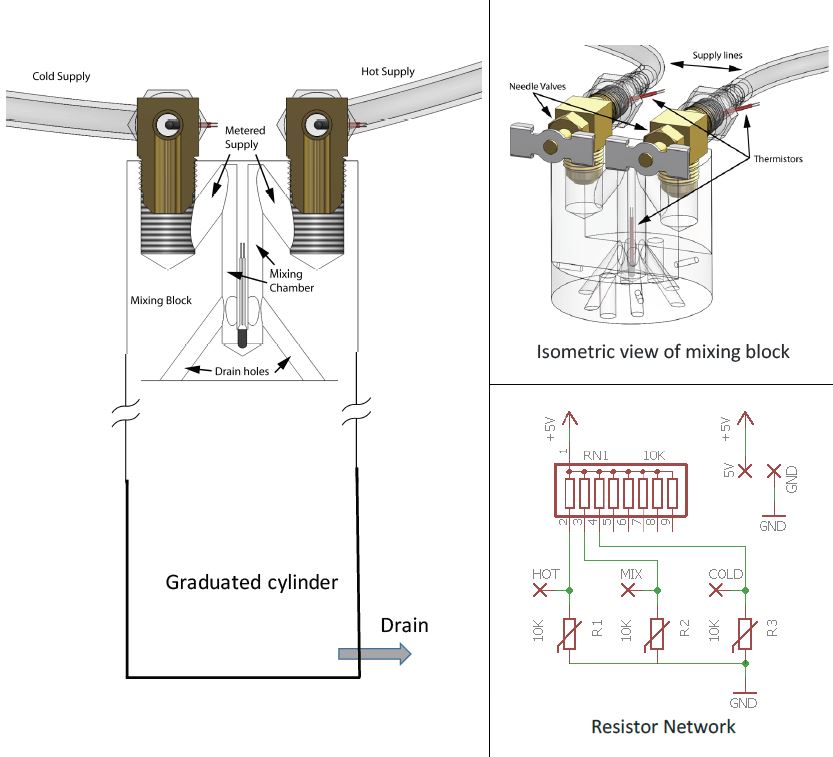 Cold Supply
Hot Supply
Metered
Supply
Mixing
Chamber
Mixing Block
Drain holes
Graduated cylinder
Drain
Supply lines
Needle Valves
Thermistors
Isometric view of mixing block
+5V
+5V
1
RN1
10K
5V
GND
2
3
4
5
6
7
8
9
GND
HOT
MIX
COLD
10K
R1
10K
R2
10K
R3
GND
Resistor Network